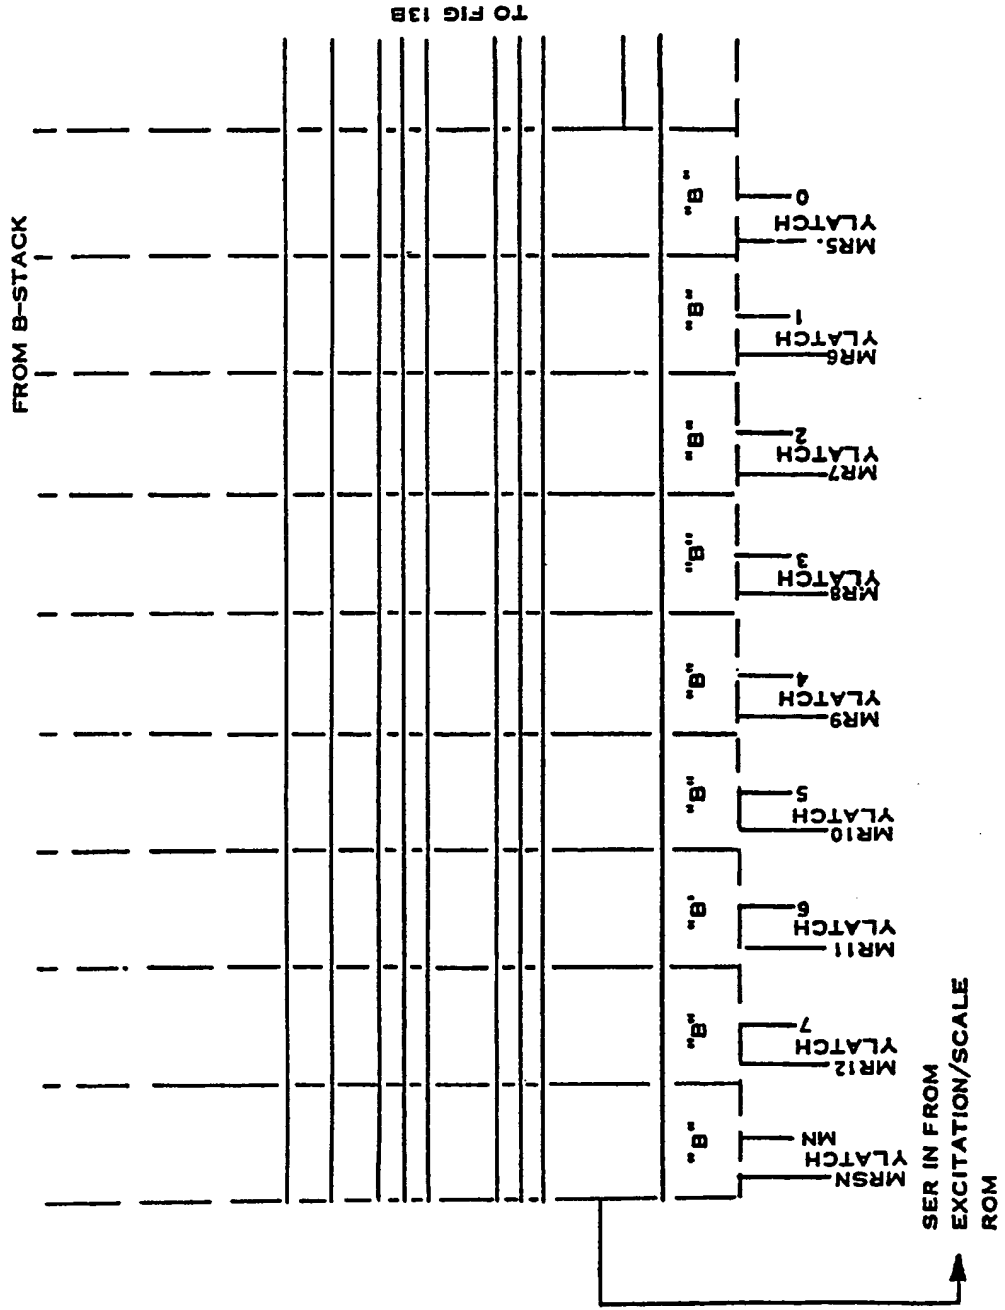 TO FIG 13B
FROM B-STACK
"B"
0
YLATCH
MR5.
"B"
1
YLATCH
MR6
"B"
2
YLATCH
MR7
"B"
3
YLATCH
MR8
"B"
4
YLATCH
MR9
"B"
5
YLATCH
MR10
"B'
6
YLATCH
MR11
"B"
7
YLATCH
MR12
"B"
MN
YLATCH
MRSN
SER IN FROM
EXCITATION/SCALE
ROM